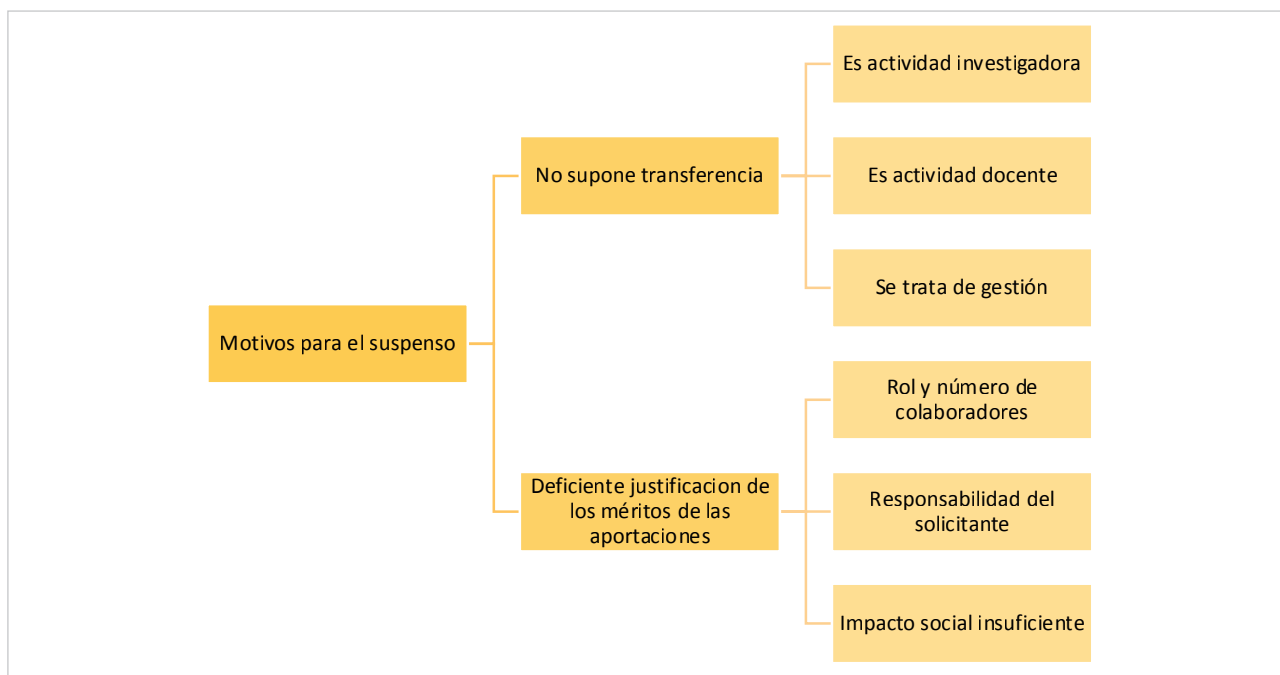 Es actividad investigadora
No supone transferencia
Es actividad docente
Se trata de gestión
Motivos para el suspenso
Rol y número de
colaboradores
Deficiente justificacion de
los méritos de las
aportaciones
Responsabilidad del
solicitante
Impacto social insuficiente